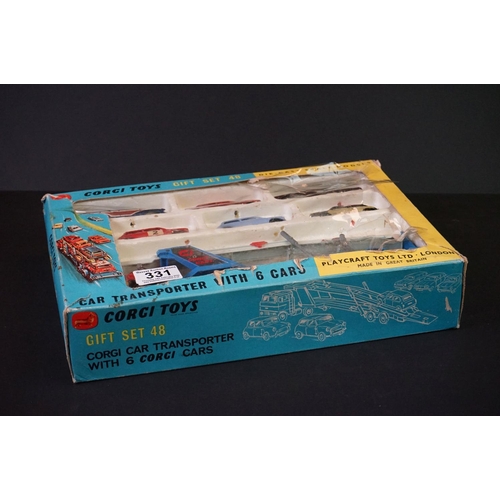 CORGI TOYS GIFT SET 48
331
CAR TRANSPORTER WITH 6 CARS
PLAYCRAFT TOYS LTD. LONDON
MADE IN GREAT BRITAIN
CORGI TOYS
GIFT SET 48
CORGI CAR TRANSPORTER
WITH 6 CORGI CARS